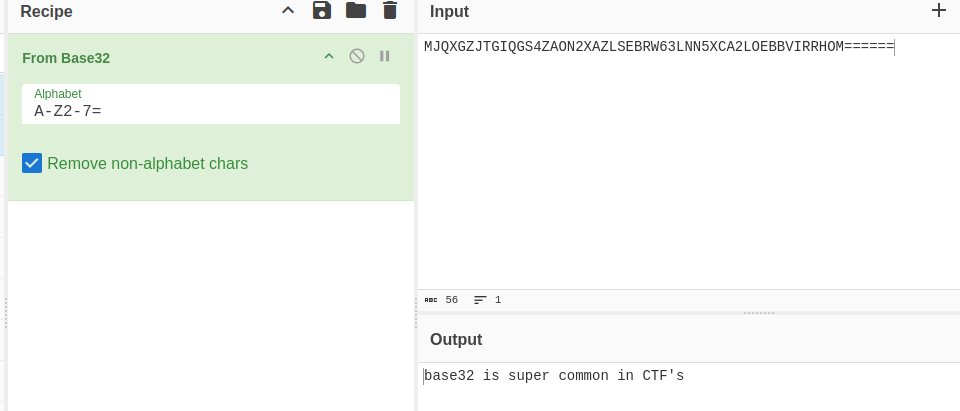 Recipe
From Base32
Alphabet
A-Z2-7=
Remove non-alphabet chars
Input
MJQXGZJTGIQGS4ZAON2XAZLSEBRW63LNN5XCA2LOEBBVIRRHOM======
ABC 56 1
Output
base32 is super common in CTF's